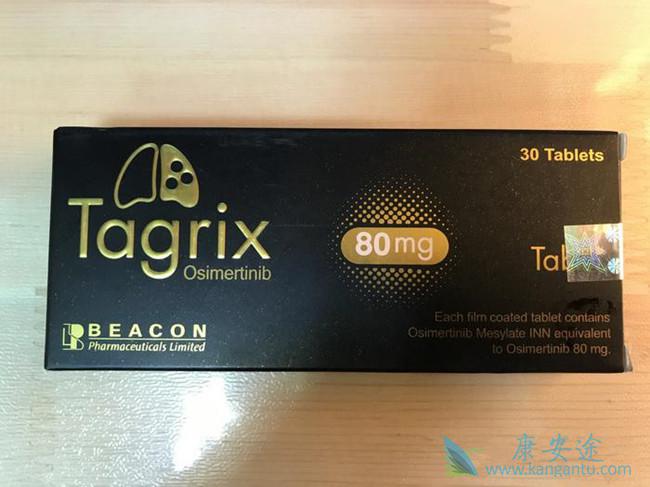 30 Tablets
Tagrix
Osimertinib
80mg
BEACON
Pharmaceuticals Limited
Each film coated tablet contains
Osimertinib Mesylate INN equivalent
to Osimertinib 80 mg.
康安途
www.kangantu.com